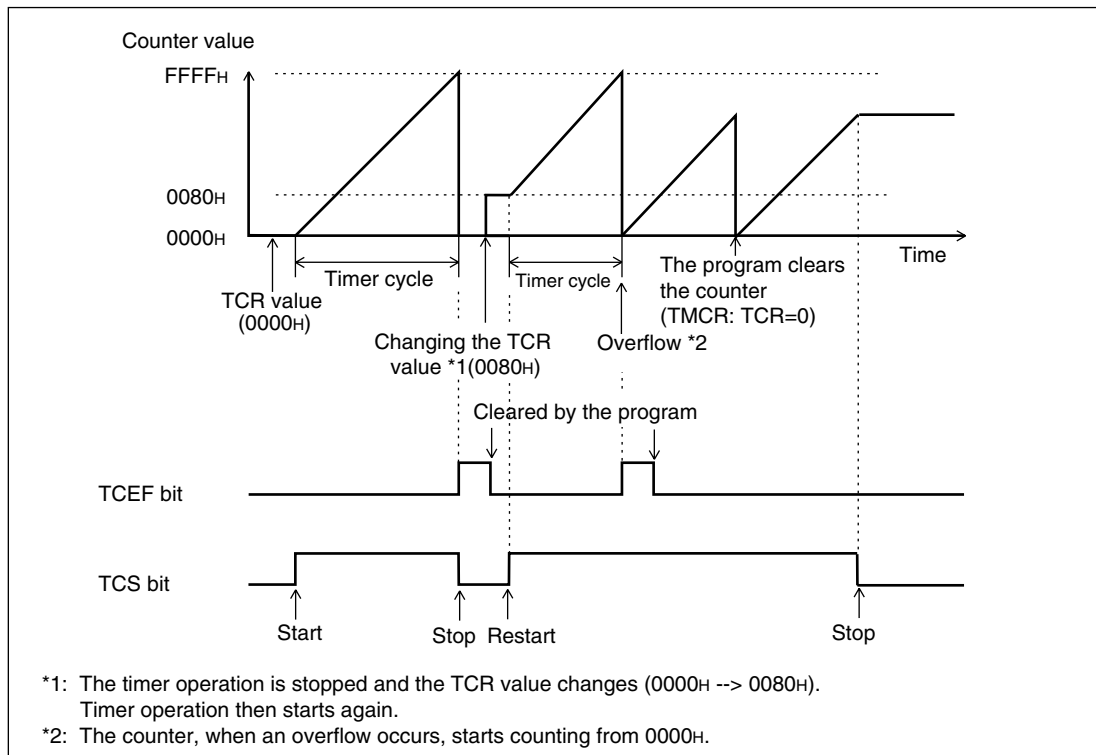 Counter value
FFFFH
0080H
0000H
Time
Timer cycle
Timer cycle
TCR value
(0000H)
The program clears
the counter
(TMCR: TCR=0)
Changing the TCR
value *1(0080H)
Overflow *2
Cleared by the program
TCEF bit
TCS bit
Start
Stop
Restart
Stop
*1: The timer operation is stopped and the TCR value changes (0000H --> 0080H).
Timer operation then starts again.
*2: The counter, when an overflow occurs, starts counting from 0000H.